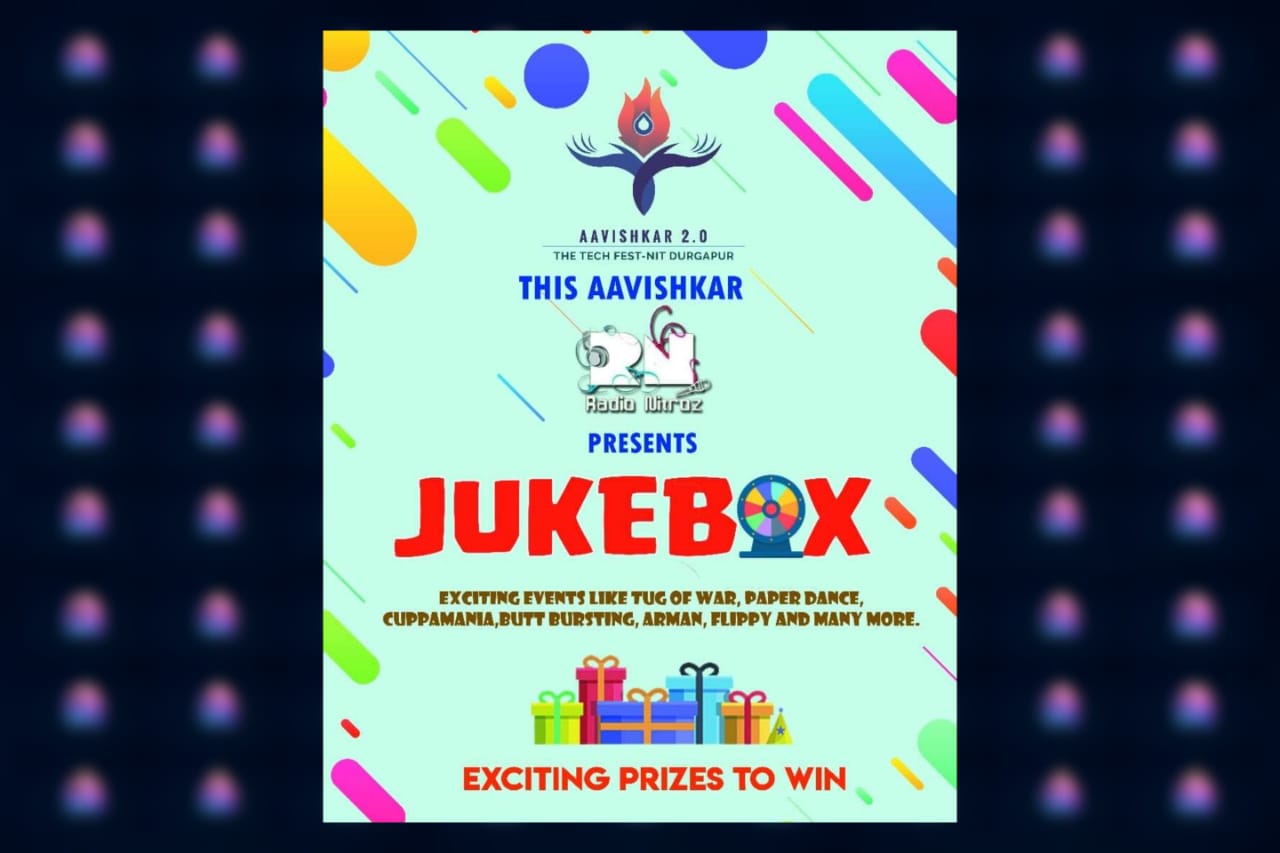 AAVISHKAR 2.0
THE TECH FEST-NIT DURGAPUR
THIS AAVISHKAR
RN
Radio Nitroz
PRESENTS
JUKEBOX
EXCITING EVENTS LIKE TUG OF WAR, PAPER DANCE,
CUPPAMANIA,BUTT BURSTING, ARMAN, FLIPPY AND MANY MORE.
EXCITING PRIZES TO WIN